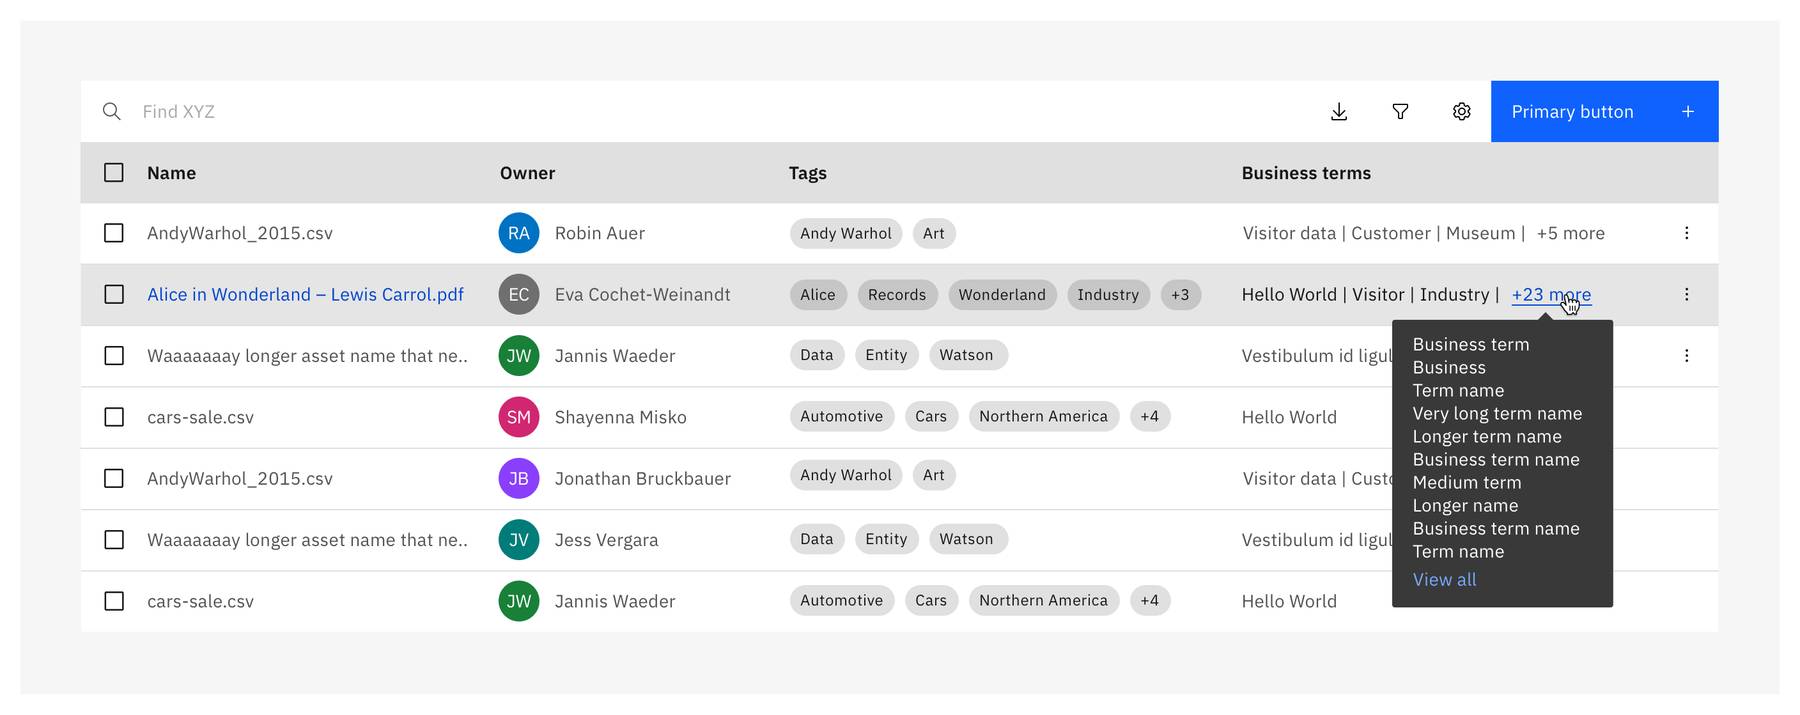 Find XYZ
Primary button +
Name Owner Tags Business terms
AndyWarhol_2015.csv RA Robin Auer Andy Warhol Art Visitor data | Customer | Museum | +5 more
Alice in Wonderland – Lewis Carrol.pdf EC Eva Cochet-Weinandt Alice Records Wonderland Industry +3 Hello World | Visitor | Industry | +23 more
Waaaaaaay longer asset name that ne.. JW Jannis Waeder Data Entity Watson Vestibulum id ligul
cars-sale.csv SM Shayenna Misko Automotive Cars Northern America +4 Hello World
AndyWarhol_2015.csv JB Jonathan Bruckbauer Andy Warhol Art Visitor data | Custo
Waaaaaaay longer asset name that ne.. JV Jess Vergara Data Entity Watson Vestibulum id ligul
cars-sale.csv JW Jannis Waeder Automotive Cars Northern America +4 Hello World
Business term
Business
Term name
Very long term name
Longer term name
Business term name
Medium term
Longer name
Business term name
Term name
View all